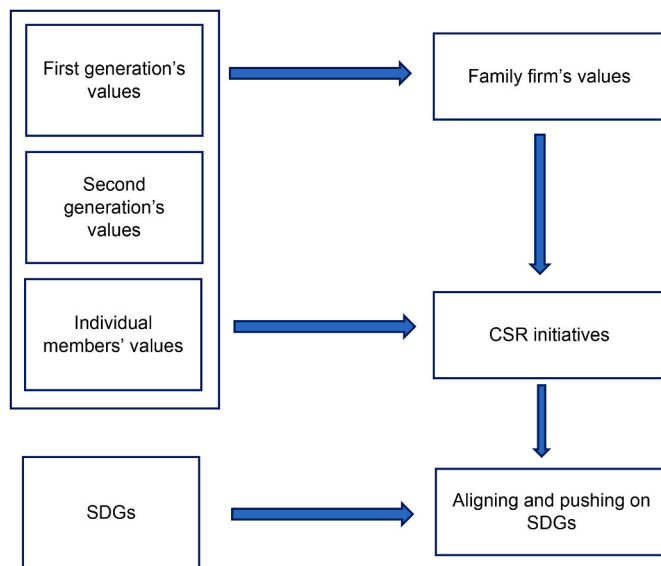 First generation's
values
Family firm's values
Second
generation's
values
Individual
members' values
CSR initiatives
SDGs
Aligning and pushing on
SDGs